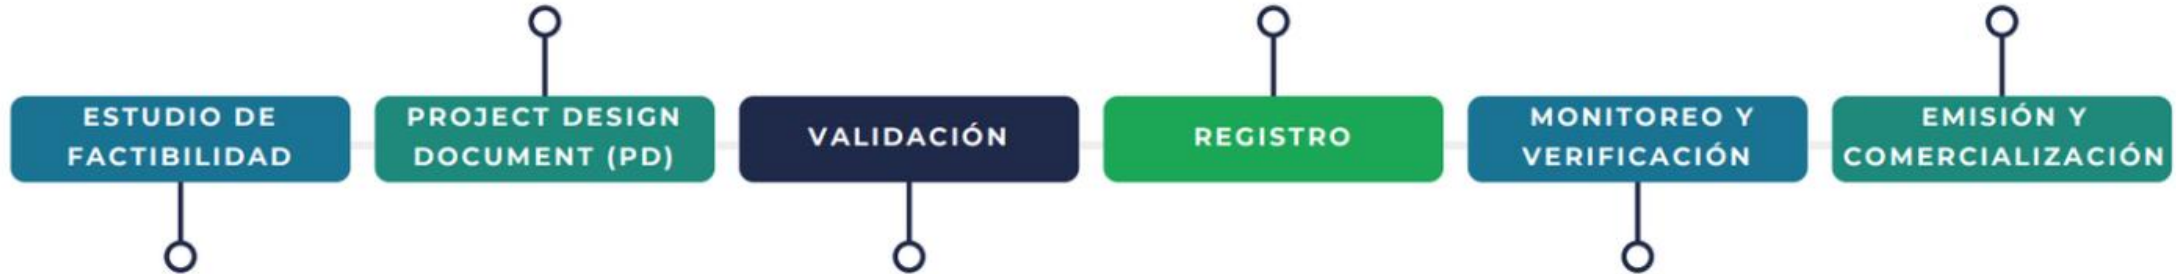 ESTUDIO DE
FACTIBILIDAD
PROJECT DESIGN
DOCUMENT (PD)
VALIDACIÓN
REGISTRO
MONITOREO Y
VERIFICACIÓN
EMISIÓN Y
COMERCIALIZACIÓN